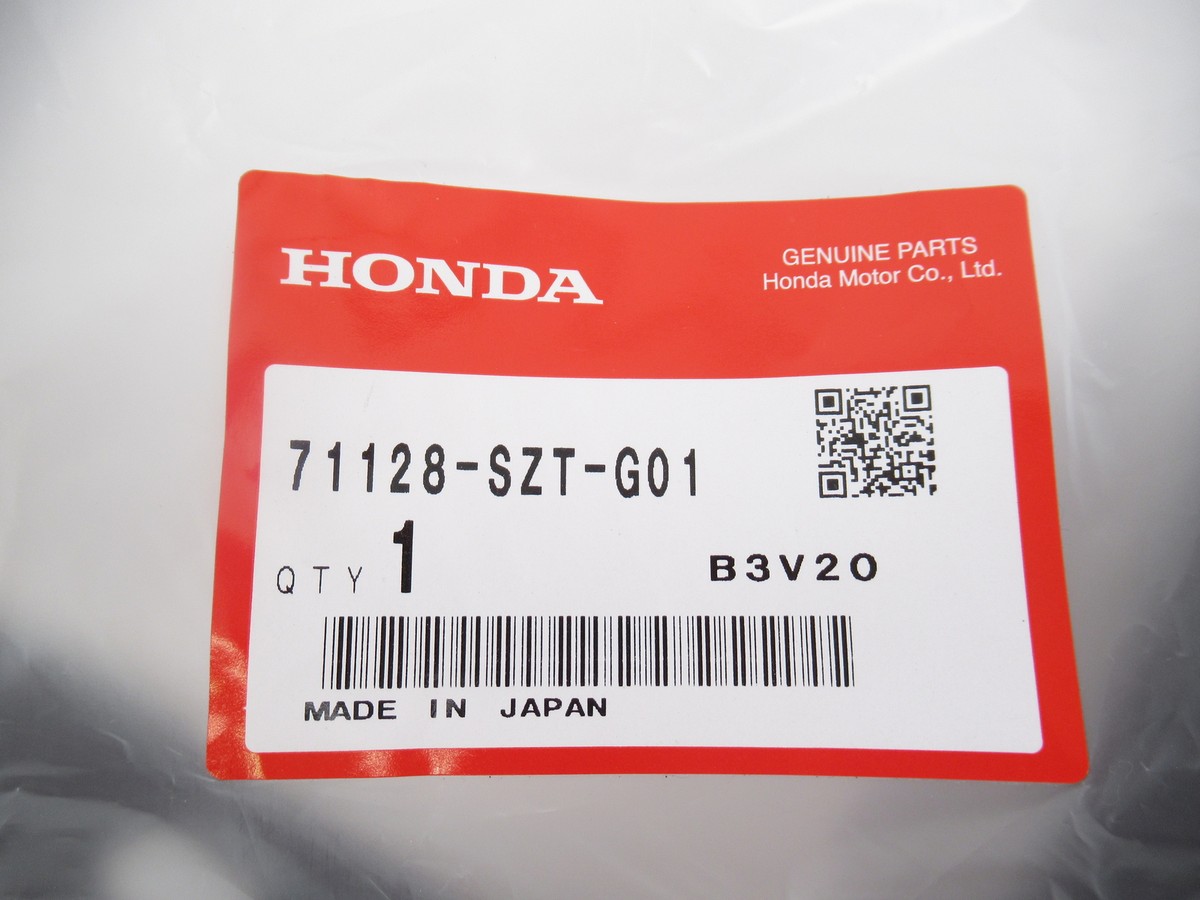 HONDA
GENUINE PARTS
Honda Motor Co., Ltd.
71128-SZT-G01
QTY 1
B3V20
MADE IN JAPAN